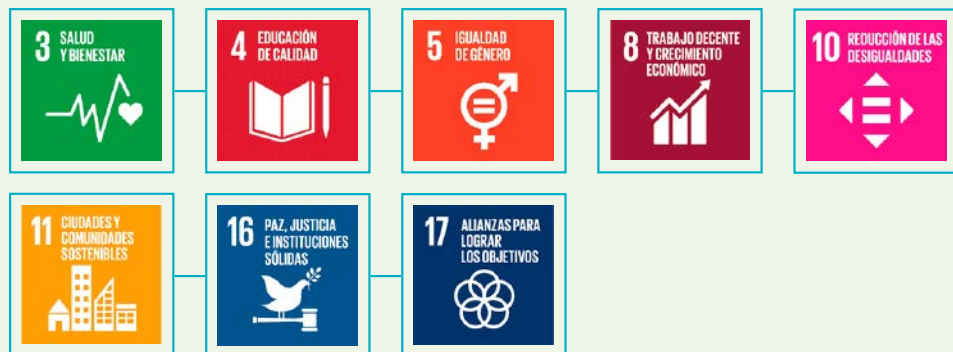 3 SALUD
Y BIENESTAR
4 EDUCACIÓN
DE CALIDAD
5 IGUALDAD
DE GÉNERO
8 TRABAJO DECENTE
Y CRECIMIENTO
ECONÓMICO
10 REDUCCIÓN DE LAS
DESIGUALDADES
11 CIUDADES Y
COMUNIDADES
SOSTENIBLES
16 PAZ, JUSTICIA
E INSTITUCIONES
SÓLIDAS
17 ALIANZAS PARA
LOGRAR
LOS OBJETIVOS